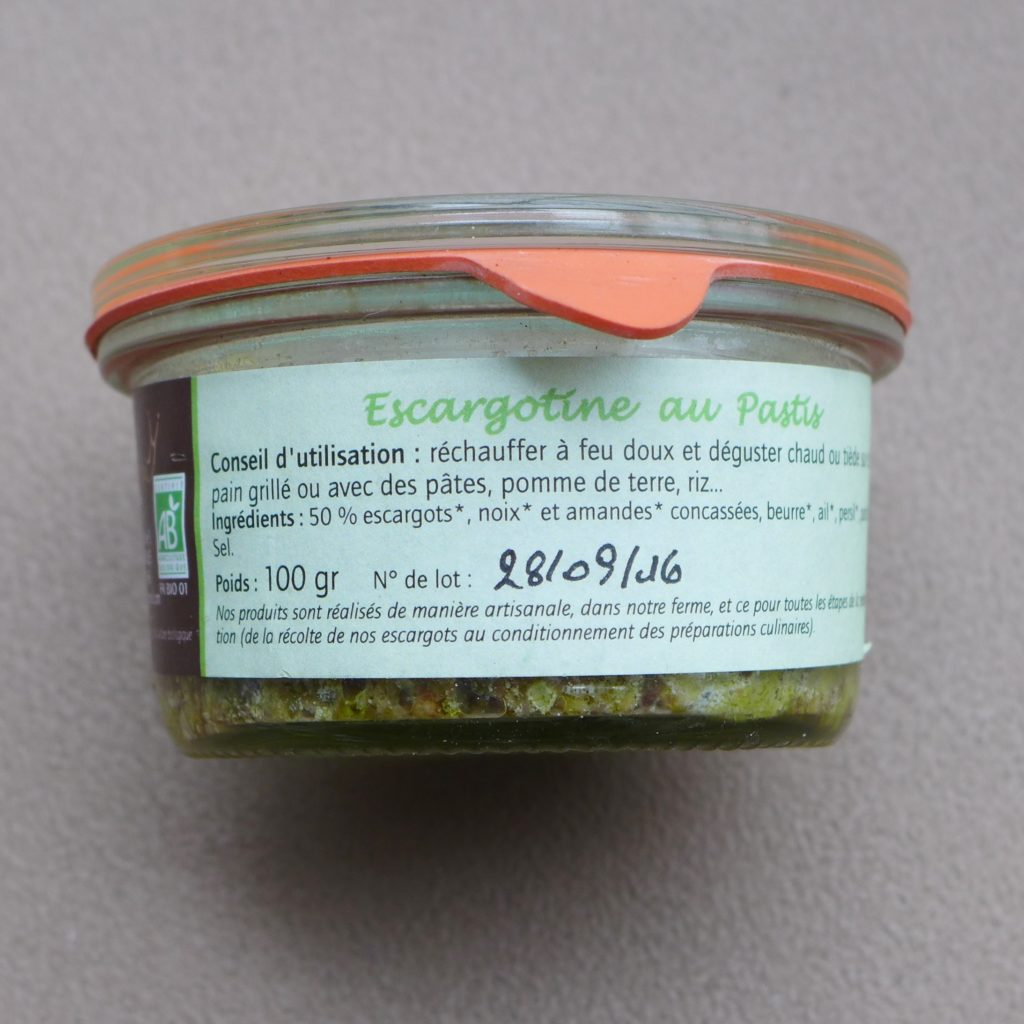 Escargotine au Pastis
Conseil d'utilisation : réchauffer à feu doux et déguster chaud ou tiède
pain grillé ou avec des pâtes, pomme de terre, riz...
Ingrédients : 50 % escargots*, noix* et amandes* concassées, beurre*, ail*, persil*,
Sel.
Poids : 100 gr N° de lot : 28/09/16
Nos produits sont réalisés de manière artisanale, dans notre ferme, et ce pour toutes les étapes de
tion (de la récolte de nos escargots au conditionnement des préparations culinaires).
AB
BIO 01